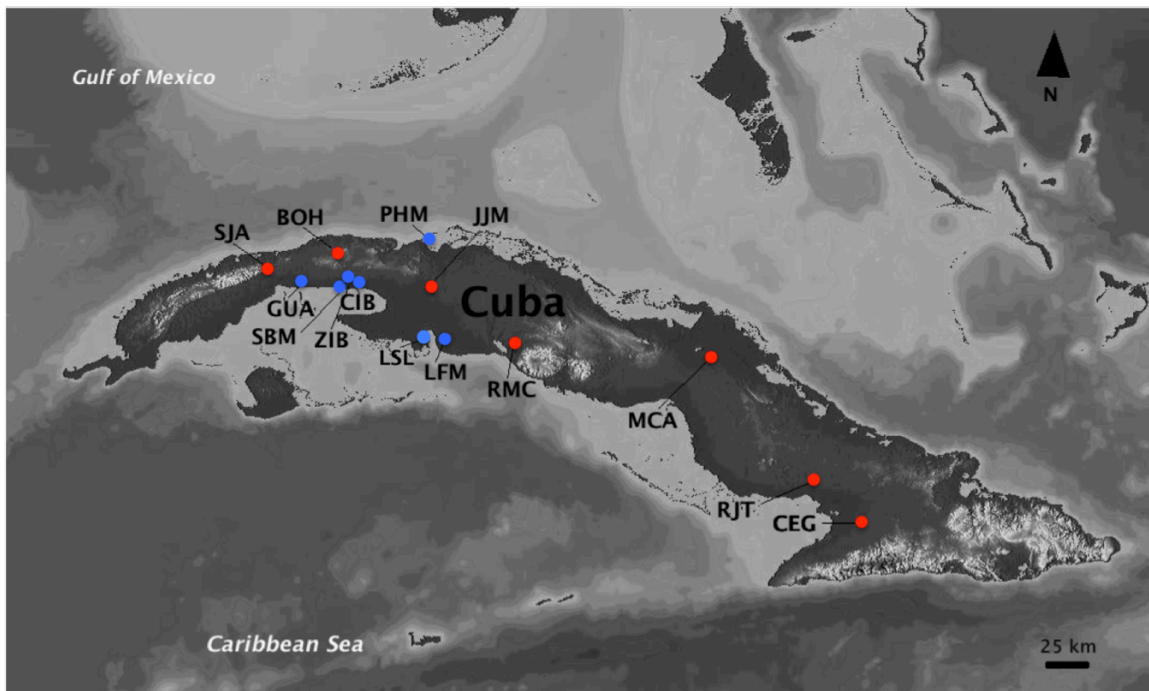 Gulf of Mexico
N
PHM
JJM
BOH
SJA
Cuba
GUA
CIB
SBM
ZIB
LSL
LFM
RMC
MCA
RJT
CEG
Caribbean Sea
25 km